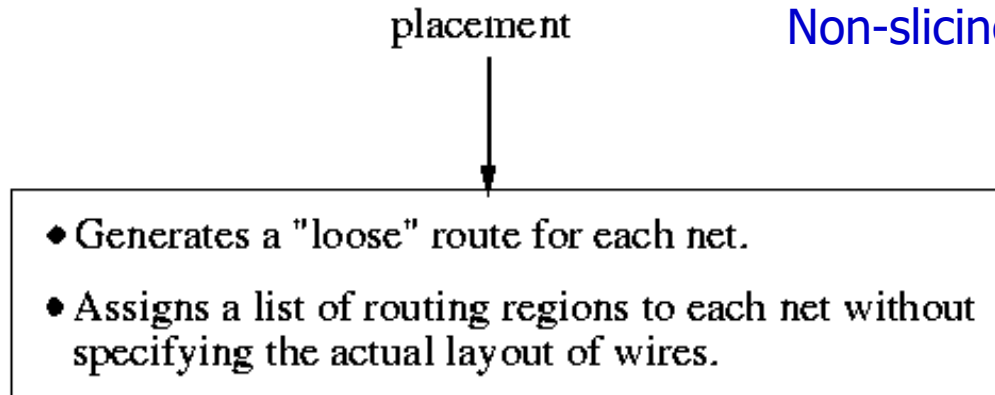 placement
Non-slicing
• Generates a "loose" route for each net.
• Assigns a list of routing regions to each net without
specifying the actual layout of wires.